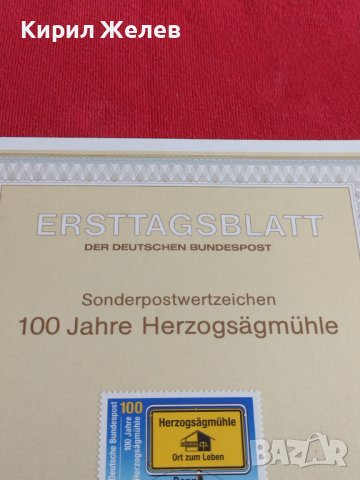 Кирил Желев
ERSTTAGSBLATT
DER DEUTSCHEN BUNDESPOST
Sonderpostwertzeichen
100 Jahre Herzogsägmühle
Deutsche Bundespost
100 Jahre
Herzogsägmühle
100
Herzogsägmühle
Ort zum Leben
bazar